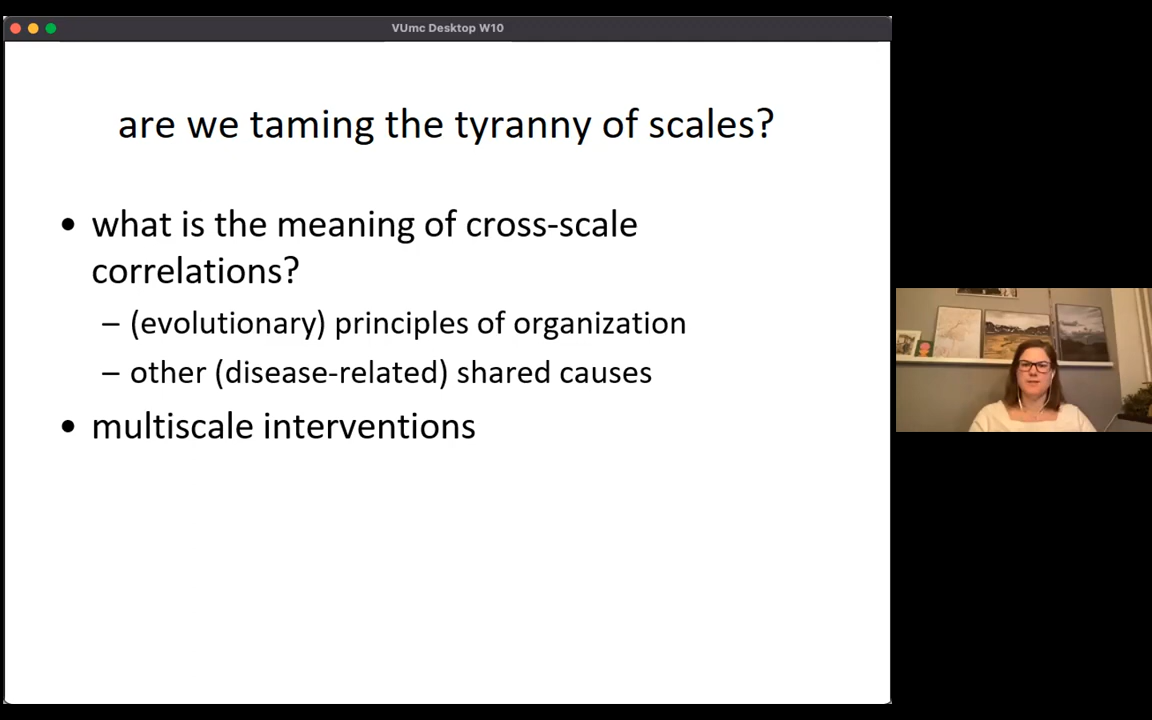 VUmc Desktop W10
are we taming the tyranny of scales?
• what is the meaning of cross-scale
correlations?
– (evolutionary) principles of organization
– other (disease-related) shared causes
• multiscale interventions